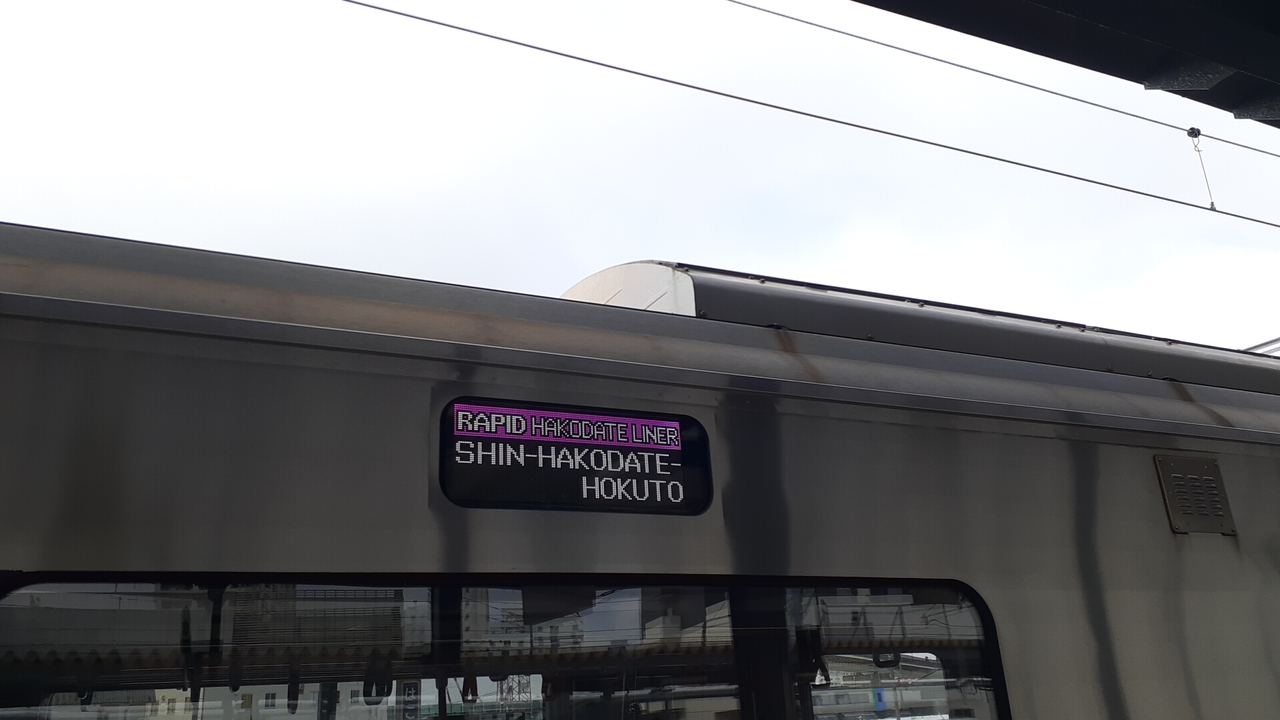 RAPID HAKODATE LINER
SHIN-HAKODATE-
HOKUTO